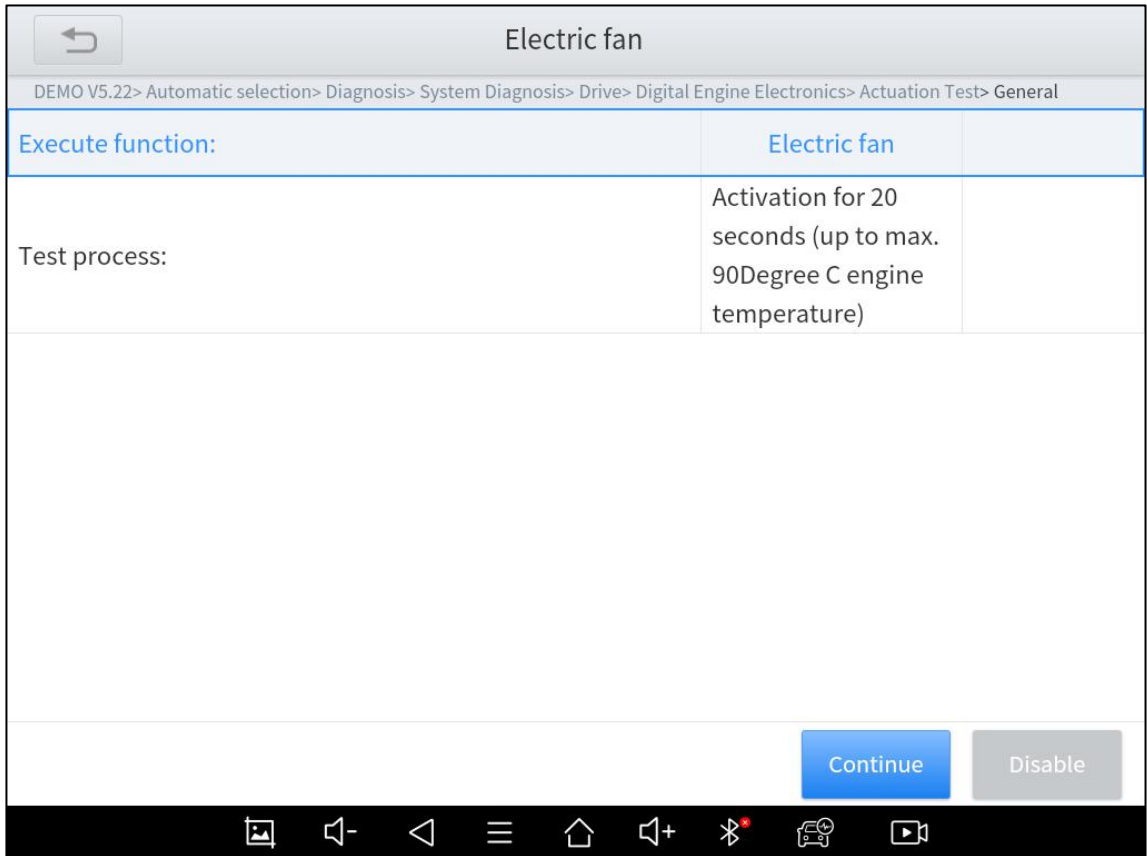 Electric fan
DEMO V5.22> Automatic selection> Diagnosis> System Diagnosis> Drive> Digital Engine Electronics> Actuation Test> General
Execute function:
Electric fan
Test process:
Activation for 20
seconds (up to max.
90Degree C engine
temperature)
Continue
Disable